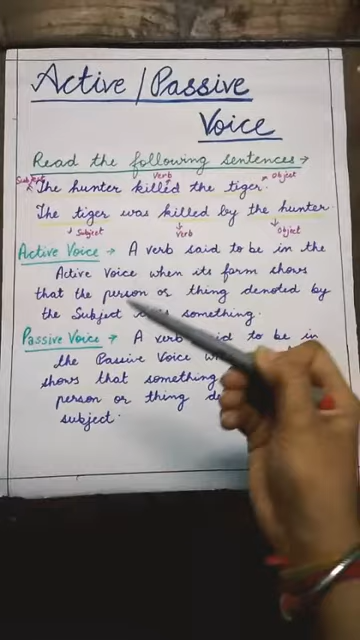 Active/Passive
Voice
Read the following sentences→
Subject Verb Object
The hunter killed the tiger.
The tiger was killed by the hunter.
Subject Verb Object
Active Voice → A verb said to be in the
Active Voice when its form shows
that the person or thing denoted by
the Subject something.
Passive Voice → A verb said to be in
the Passive Voice
shows that something
person or thing
subject.